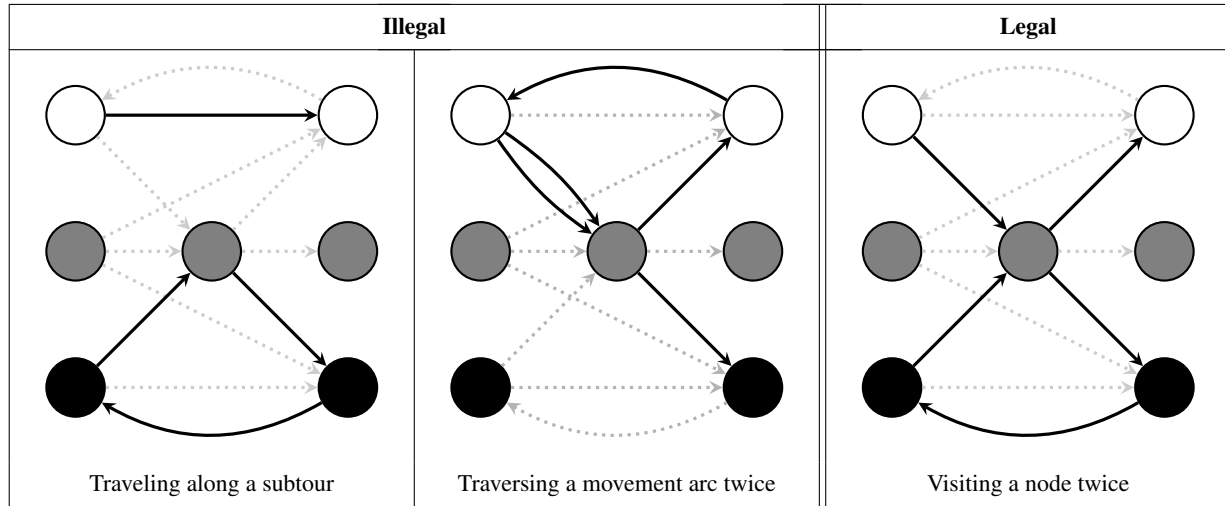 Illegal
Legal
Traveling along a subtour
Traversing a movement arc twice
Visiting a node twice